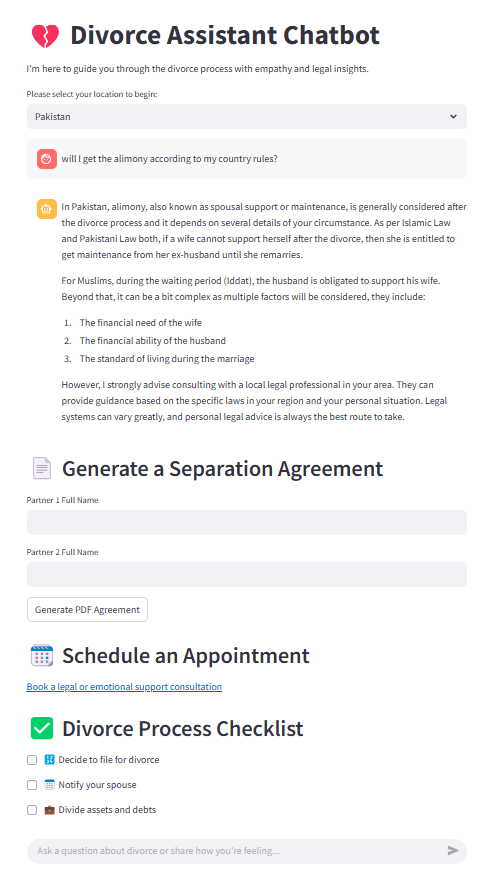 Divorce Assistant Chatbot
I'm here to guide you through the divorce process with empathy and legal insights.
Please select your location to begin:
Pakistan
will I get the alimony according to my country rules?
In Pakistan, alimony, also known as spousal support or maintenance, is generally considered after
the divorce process and it depends on several details of your circumstance. As per Islamic Law
and Pakistani Law both, if a wife cannot support herself after the divorce, then she is entitled to
get maintenance from her ex-husband until she remarries.
For Muslims, during the waiting period (Iddat), the husband is obligated to support his wife.
Beyond that, it can be a bit complex as multiple factors will be considered, they include:
1. The financial need of the wife
2. The financial ability of the husband
3. The standard of living during the marriage
However, I strongly advise consulting with a local legal professional in your area. They can
provide guidance based on the specific laws in your region and your personal situation. Legal
systems can vary greatly, and personal legal advice is always the best route to take.
Generate a Separation Agreement
Partner 1 Full Name
Partner 2 Full Name
Generate PDF Agreement
Schedule an Appointment
Book a legal or emotional support consultation
Divorce Process Checklist
Decide to file for divorce
Notify your spouse
Divide assets and debts
Ask a question about divorce or share how you're feeling...